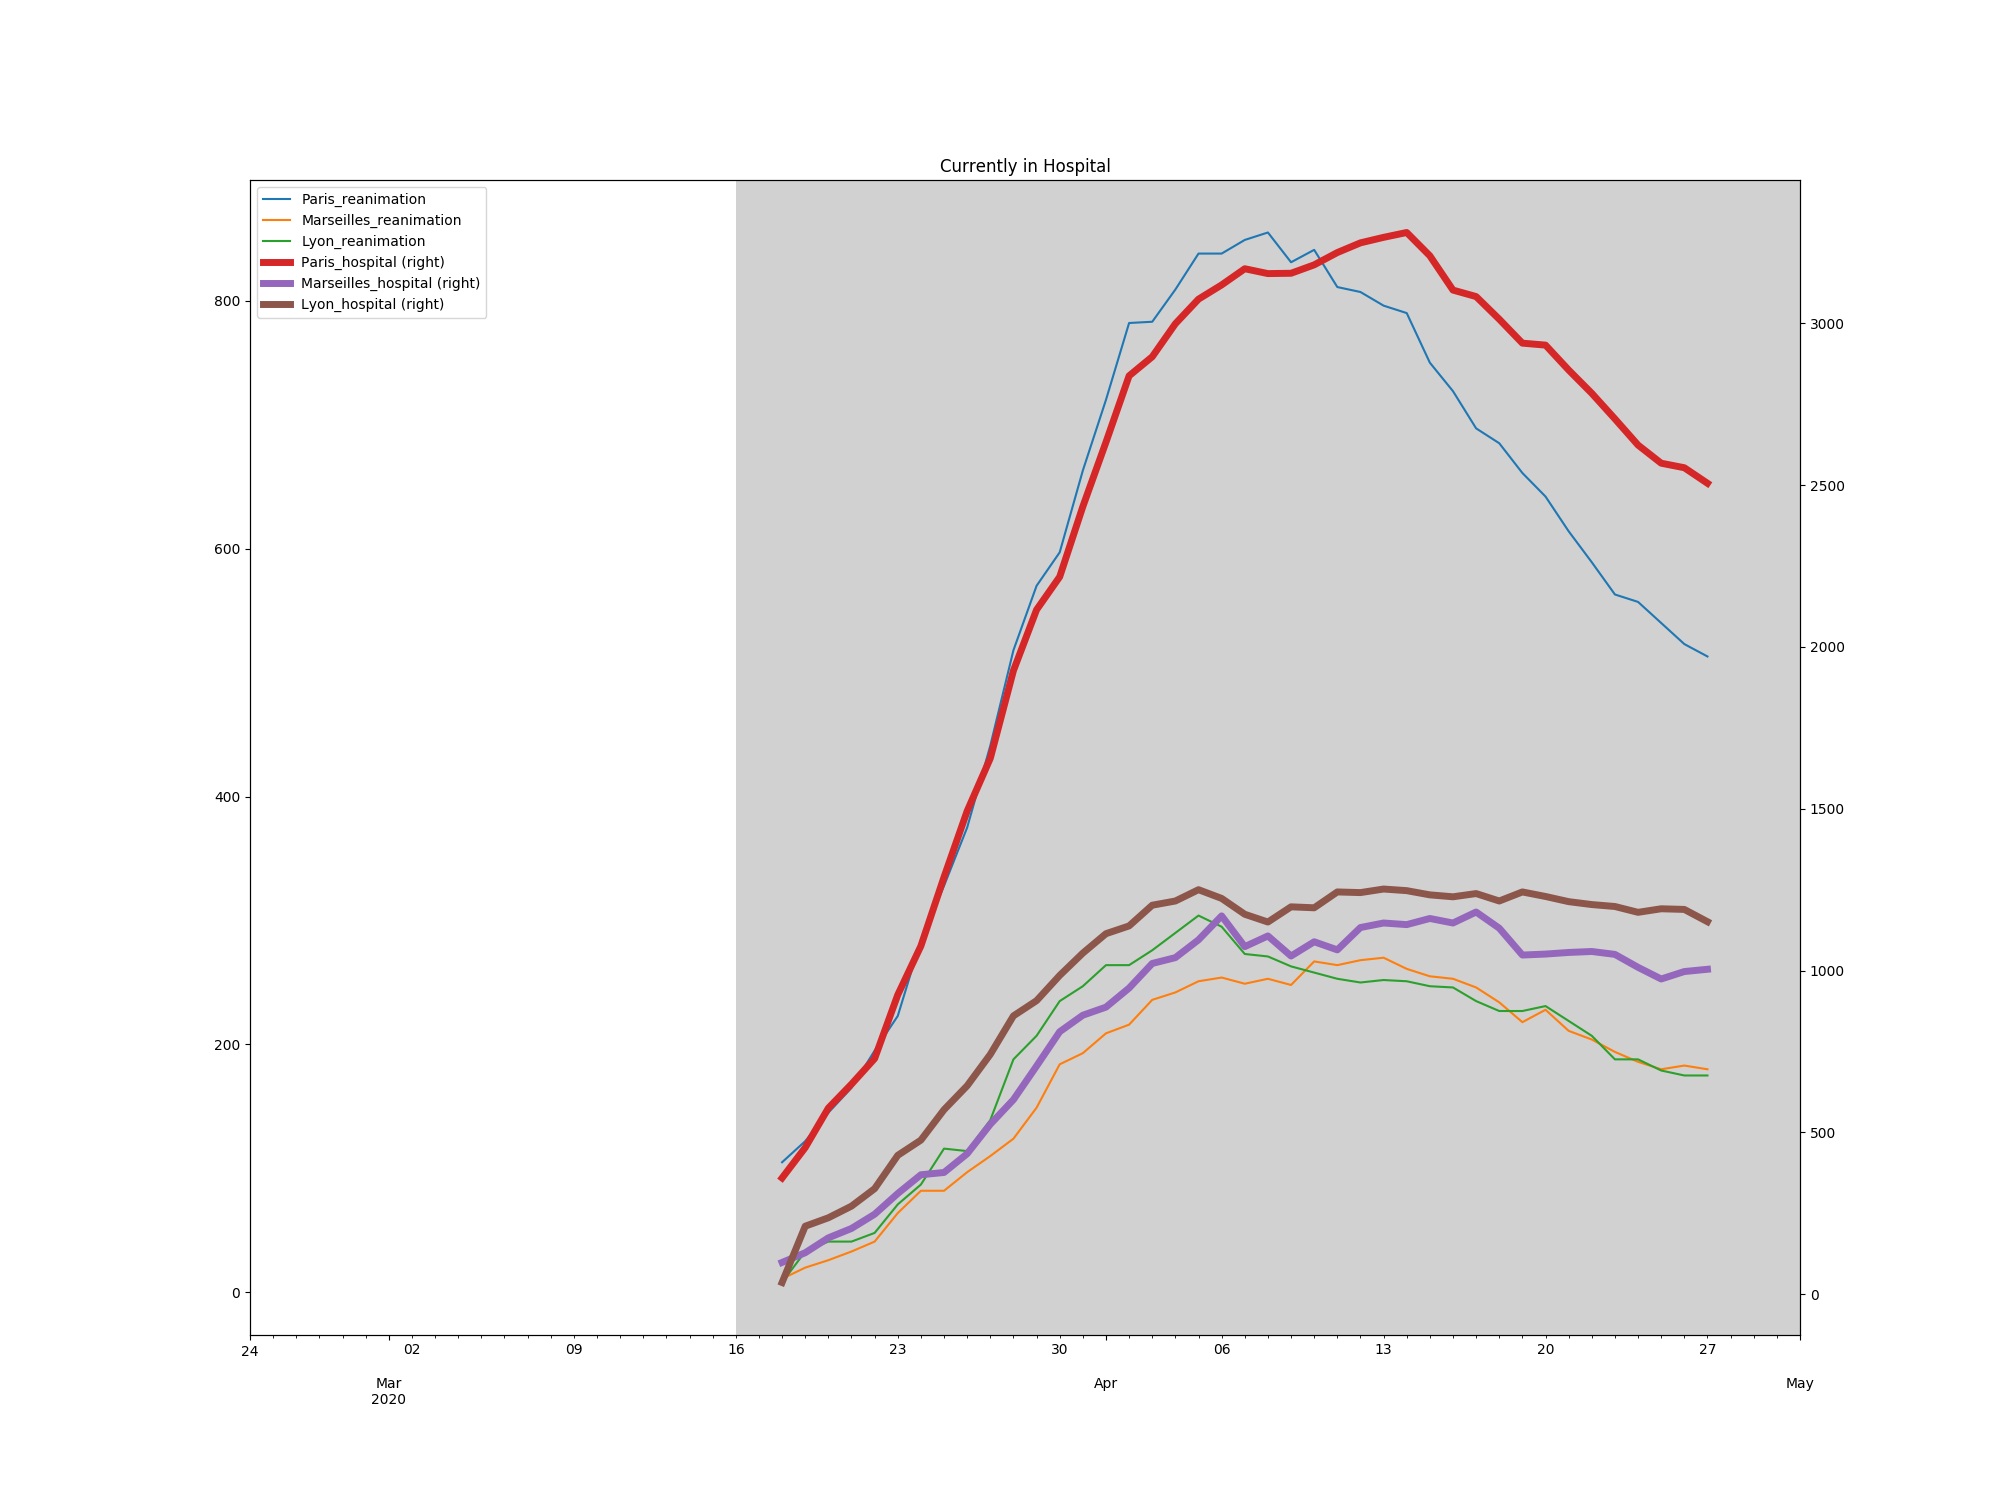 Currently in Hospital
Paris_reanimation
Marseilles_reanimation
Lyon_reanimation
Paris_hospital (right)
Marseilles_hospital (right)
Lyon_hospital (right)
800
600
400
200
0
3000
2500
2000
1500
1000
500
0
24 02 09 16 23 30 06 13 20 27
Mar Apr May
2020